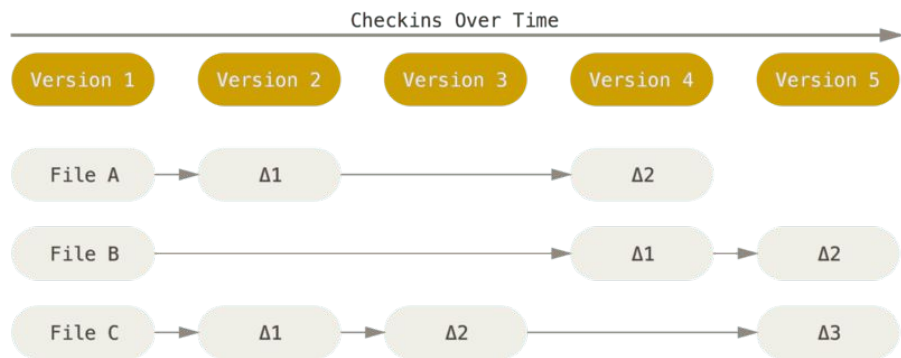 Checkins Over Time
Version 1 Version 2 Version 3 Version 4 Version 5
File A Δ1 Δ2
File B Δ1 Δ2
File C Δ1 Δ2 Δ3